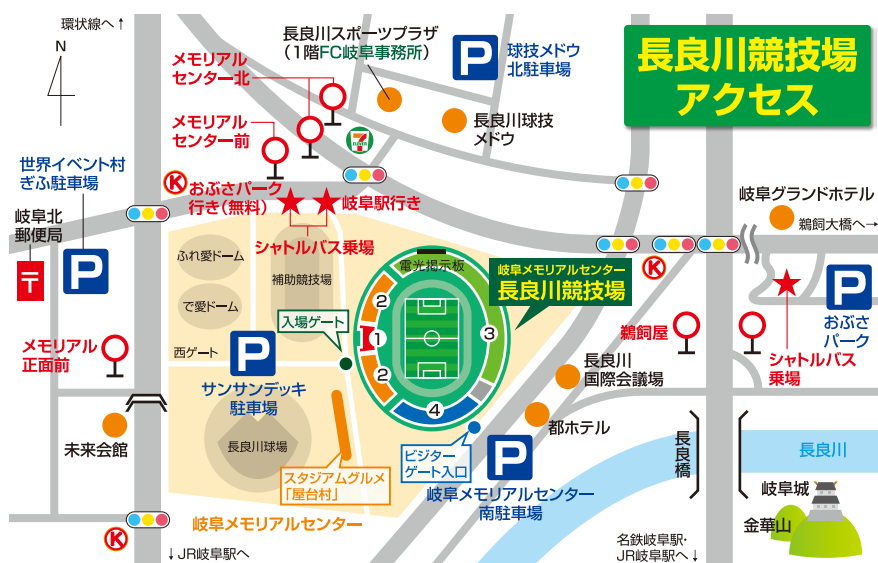 環状線へ↑
N
長良川スポーツプラザ
（1階FC岐阜事務所）
P
球技メドウ
北駐車場
長良川競技場
アクセス
メモリアル
センター北
メモリアル
センター前
7
ELEVEN
長良川球技
メドウ
世界イベント村
ぎふ駐車場
P
岐阜北
郵便局
〒
K
おぶさパーク
行き（無料）
岐阜駅行き
シャトルバス乗場
岐阜グランドホテル
鵜飼大橋へ→
K
ふれ愛ドーム
で愛ドーム
補助競技場
電光掲示板
岐阜メモリアルセンター
長良川競技場
入場ゲート
2
1
2
3
4
P
おぶさ
パーク
シャトルバス
乗場
鵜飼屋
メモリアル
正面前
西ゲート
P
サンサンデッキ
駐車場
長良川
国際会議場
都ホテル
未来会館
長良川球場
スタジアムグルメ
「屋台村」
ビジター
ゲート入口
P
岐阜メモリアルセンター
南駐車場
長良橋
長良川
岐阜城
金華山
岐阜メモリアルセンター
K
↓JR岐阜駅へ
名鉄岐阜駅・
JR岐阜駅へ↓